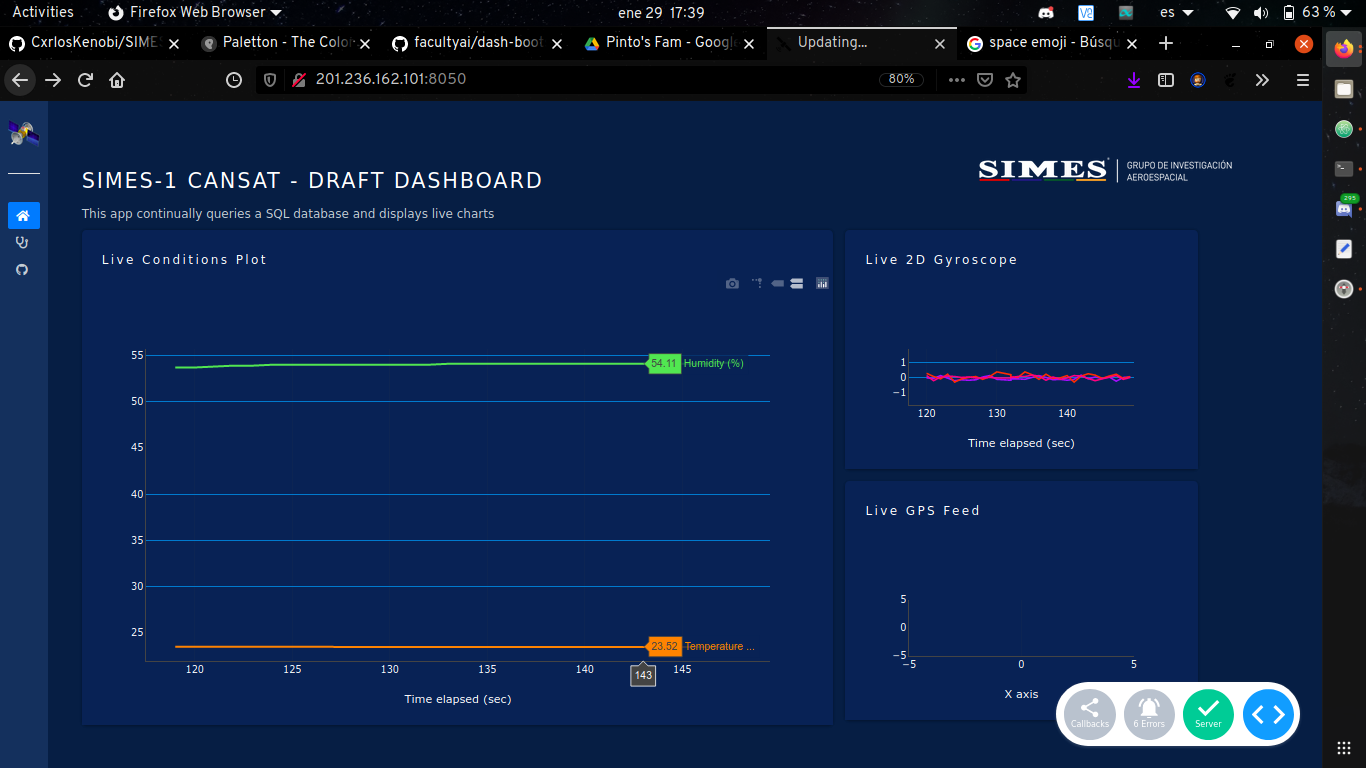 Activities
Firefox Web Browser
ene 29 17:39
es
63 %
CxrlosKenobi/SIME
Paletton - The Color
facultyai/dash-boot
Pinto's Fam - Google
Updating…
space emoji - Búsqu
201.236.162.101:8050
80%
295
SIMES
GRUPO DE INVESTIGACIÓN
AEROESPACIAL
SIMES-1 CANSAT - DRAFT DASHBOARD
This app continually queries a SQL database and displays live charts
Live Conditions Plot
55
50
45
40
35
30
25
54.11
Humidity (%)
23.52
Temperature ...
120
125
130
135
140
143
145
Time elapsed (sec)
Live 2D Gyroscope
1
0
−1
120
130
140
Time elapsed (sec)
Live GPS Feed
5
0
−5
−5
0
5
X axis
Callbacks
6 Errors
Server